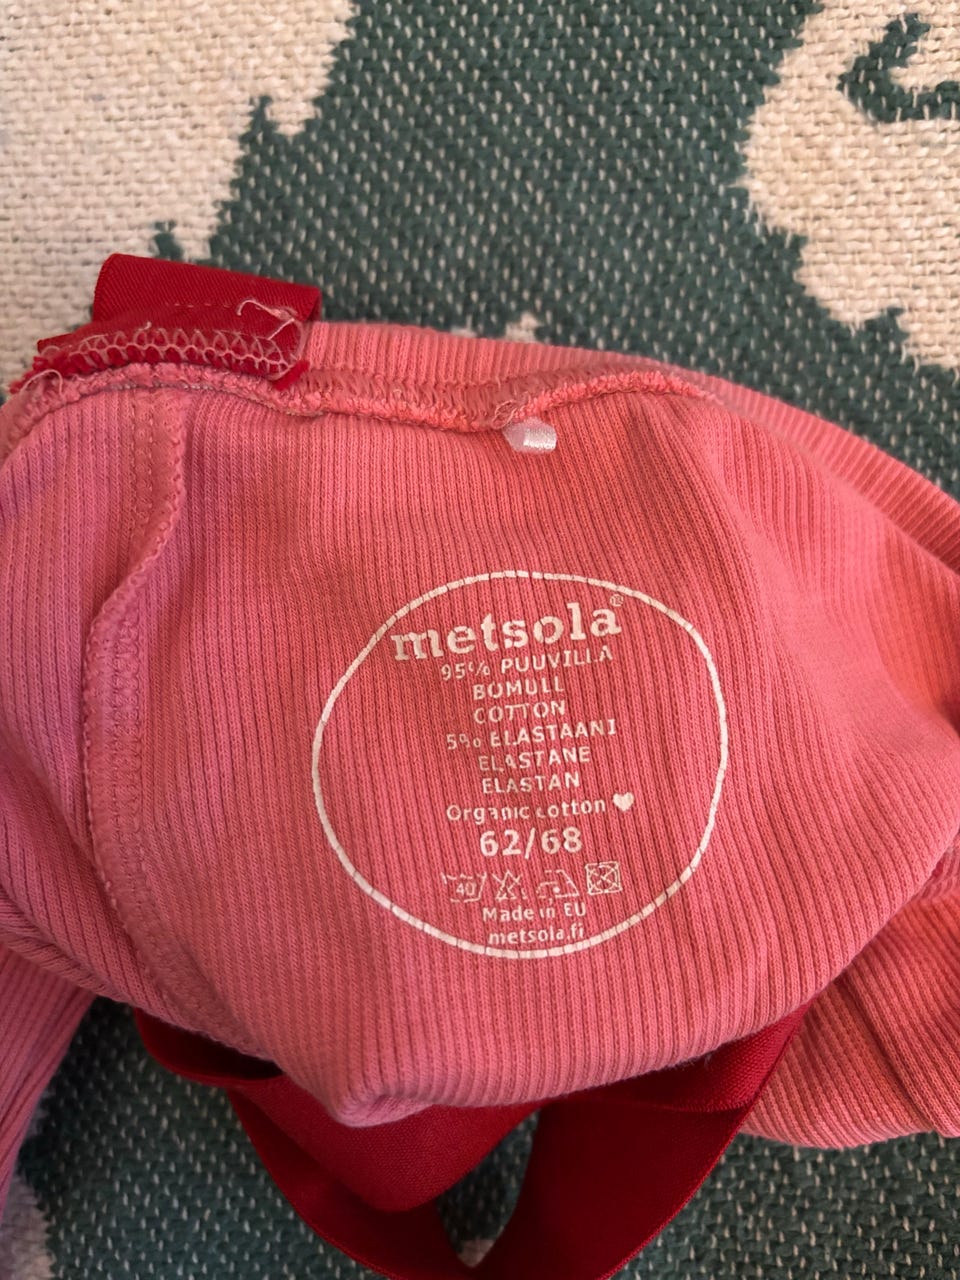 metsola®
95% PUUVILLA
BOMULL
COTTON
5% ELASTAANI
ELASTANE
ELASTAN
Organic cotton ♥
62/68
40
Made in EU
metsola.fi